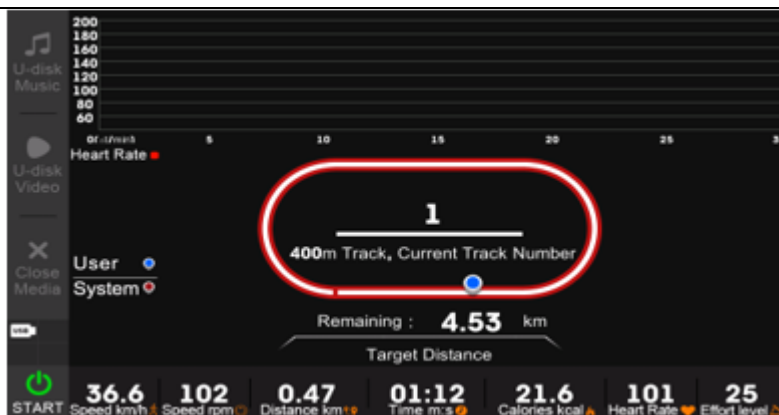 200
180
160
140
120
100
80
60
5 10 15 20 25
Heart Rate
U-disk
Music
U-disk
Video
Close
Media
USB
START
1
400m Track, Current Track Number
User
System
Remaining : 4.53 km
Target Distance
36.6 102 0.47 01:12 21.6 101 25
Speed km/h Speed rpm Distance km Time m:s Calories kcal Heart Rate Effort level